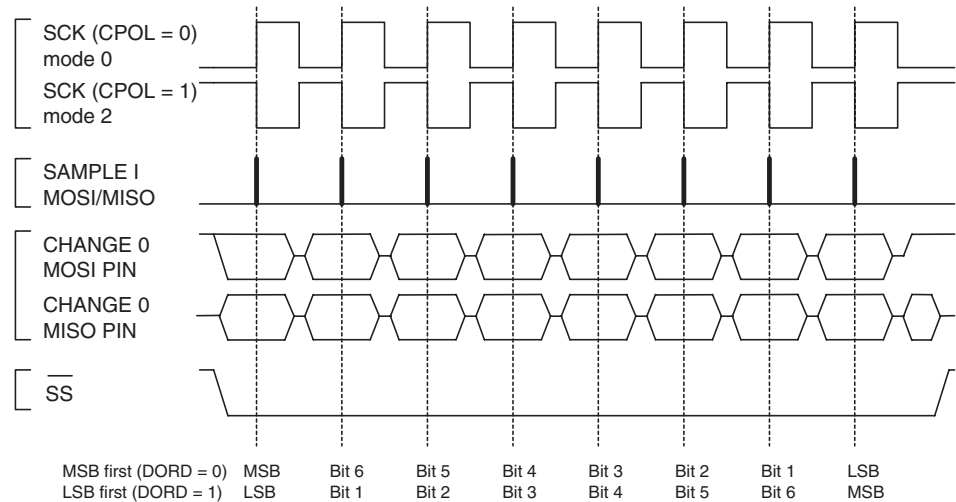 SCK (CPOL = 0)
mode 0
SCK (CPOL = 1)
mode 2
SAMPLE I
MOSI/MISO
CHANGE 0
MOSI PIN
CHANGE 0
MISO PIN
SS
MSB first (DORD = 0) MSB Bit 6 Bit 5 Bit 4 Bit 3 Bit 2 Bit 1 LSB
LSB first (DORD = 1) LSB Bit 1 Bit 2 Bit 3 Bit 4 Bit 5 Bit 6 MSB